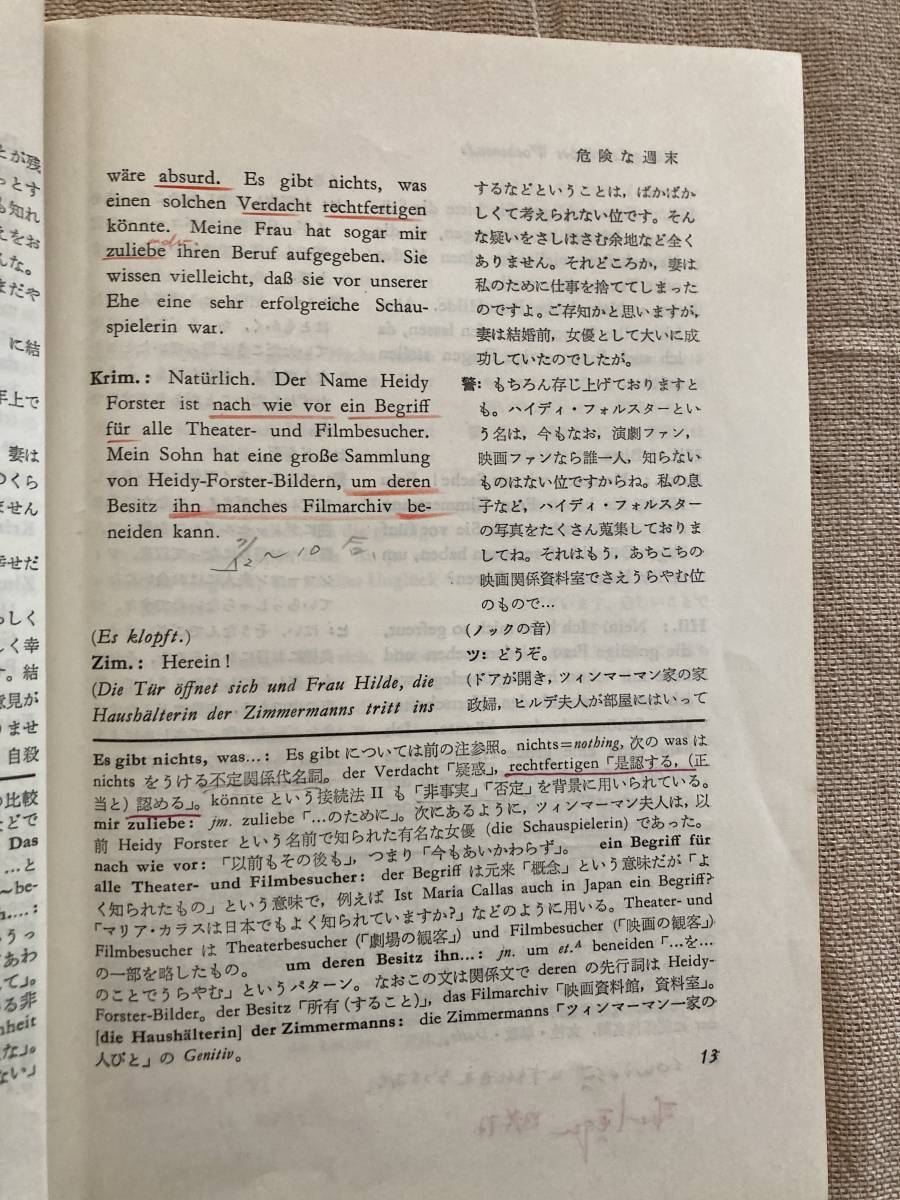 危険な週末
wäre absurd. Es gibt nichts, was
einen solchen Verdacht rechtfertigen
könnte. Meine Frau hat sogar mir
zuliebe ihren Beruf aufgegeben. Sie
wissen vielleicht, daß sie vor unserer
Ehe eine sehr erfolgreiche Schau-
spielerin war.
Krim.: Natürlich. Der Name Heidy
Forster ist nach wie vor ein Begriff
für alle Theater- und Filmbesucher.
Mein Sohn hat eine große Sammlung
von Heidy-Forster-Bildern, um deren
Besitz ihn manches Filmarchiv be-
neiden kann.
(Es klopft.)
Zim.: Herein!
(Die Tür öffnet sich und Frau Hilde, die
Haushälterin der Zimmermanns tritt ins
するなどということは，ばかばか
しくて考えられない位です。そん
な疑いをさしはさむ余地など全く
ありません。それどころか，妻は
私のために仕事を捨ててしまった
のですよ。ご存知かと思いますが，
妻は結婚前，女優として大いに成
功していたのでしたが。
警: もちろん存じ上げておりますと
も。ハイディ・フォルスターとい
う名は，今もなお，演劇ファン，
映画ファンなら誰一人，知らない
ものはない位ですからね。私の息
子など，ハイディ・フォルスター
の写真をたくさん蒐集しておりま
してね。それはもう，あちこちの
映画関係資料室でさえうらやむ位
のもので…
(ノックの音)
ツ: どうぞ。
(ドアが開き，ツィンマーマン家の家
政婦，ヒルデ夫人が部屋にはいって
Es gibt nichts, was...: Es gibt については前の注参照。nichts=nothing, 次の was は
nichts をうける不定関係代名詞。der Verdacht「疑惑」, rechtfertigen「是認する，(正
当と) 認める」。könnte という接続法 II も「非事実」「否定」を背景に用いられている。
mir zuliebe: jm. zuliebe「…のために」。次にあるように，ツィンマーマン夫人は，以
前 Heidy Forster という名前で知られた有名な女優 (die Schauspielerin) であった。
nach wie vor:「以前もその後も」，つまり「今もあいかわらず」。 ein Begriff für
alle Theater- und Filmbesucher: der Begriff は元来「概念」という意味だが「よ
く知られたもの」という意味で，例えば Ist Maria Callas auch in Japan ein Begriff?
「マリア・カラスは日本でもよく知られていますか？」などのように用いる。Theater- und
Filmbesucher は Theaterbesucher (「劇場の観客」) und Filmbesucher (「映画の観客」)
の一部を略したもの。 um deren Besitz ihn...: jn. um et.⁴ beneiden「…を…
のことでうらやむ」というパターン。なおこの文は関係文で deren の先行詞は Heidy-
Forster-Bilder. der Besitz「所有 (すること)」, das Filmarchiv「映画資料館，資料室」。
[die Haushälterin] der Zimmermanns: die Zimmermanns「ツィンマーマン一家の
人びと」の Genitiv。
13